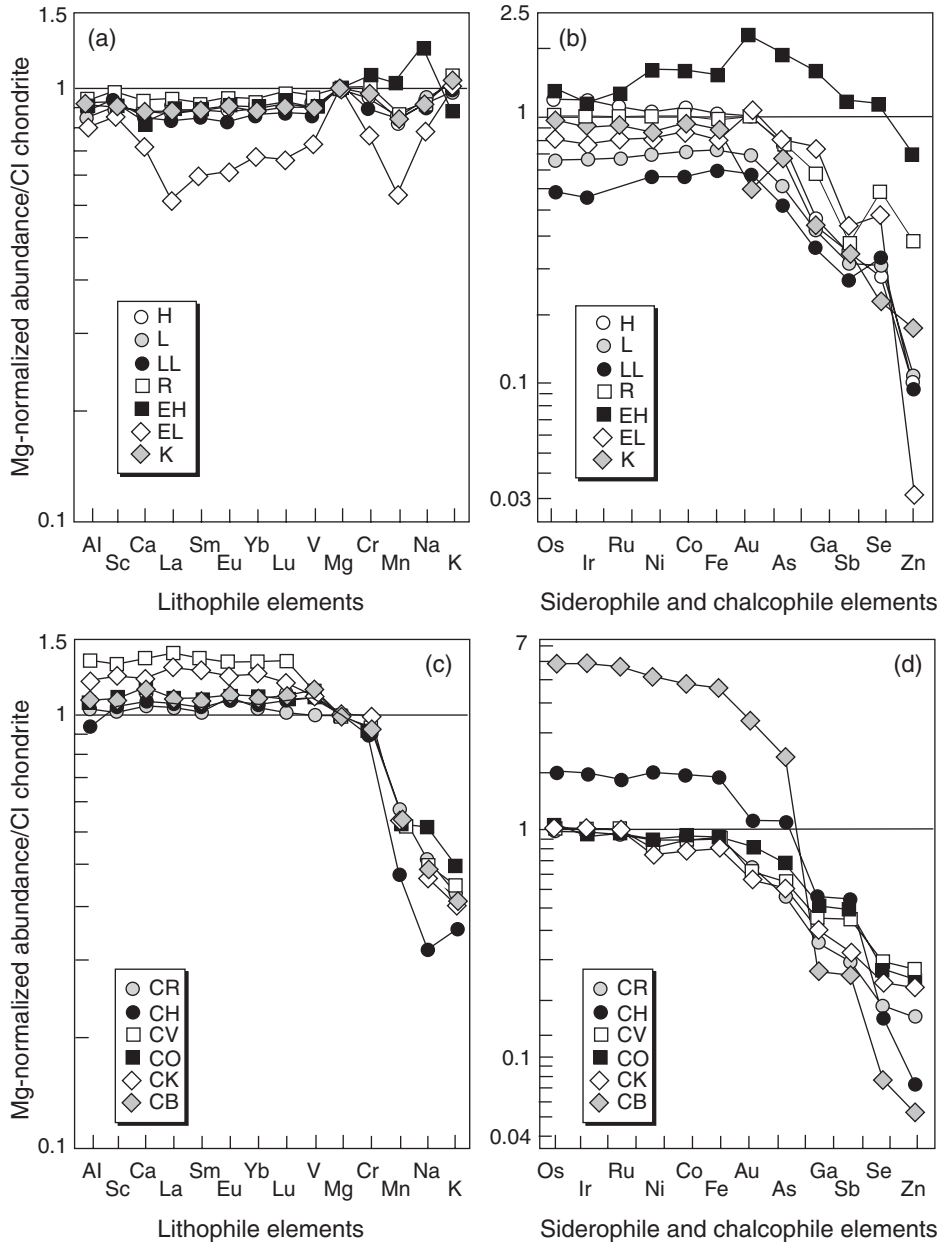 1.5
(a)
1
Mg-normalized abundance/CI chondrite
H
L
LL
R
EH
EL
K
0.1
Al Ca Sm Yb V Cr Na
Sc La Eu Lu Mg Mn K
Lithophile elements
2.5
(b)
1
H
L
LL
R
EH
EL
K
0.1
0.03
Os Ru Co Au Ga Se
Ir Ni Fe As Sb Zn
Siderophile and chalcophile elements
1.5
(c)
1
Mg-normalized abundance/CI chondrite
CR
CH
CV
CO
CK
CB
0.1
Al Ca Sm Yb V Cr Na
Sc La Eu Lu Mg Mn K
Lithophile elements
7
(d)
1
CR
CH
CV
CO
CK
CB
0.1
0.04
Os Ru Co Au Ga Se
Ir Ni Fe As Sb Zn
Siderophile and chalcophile elements